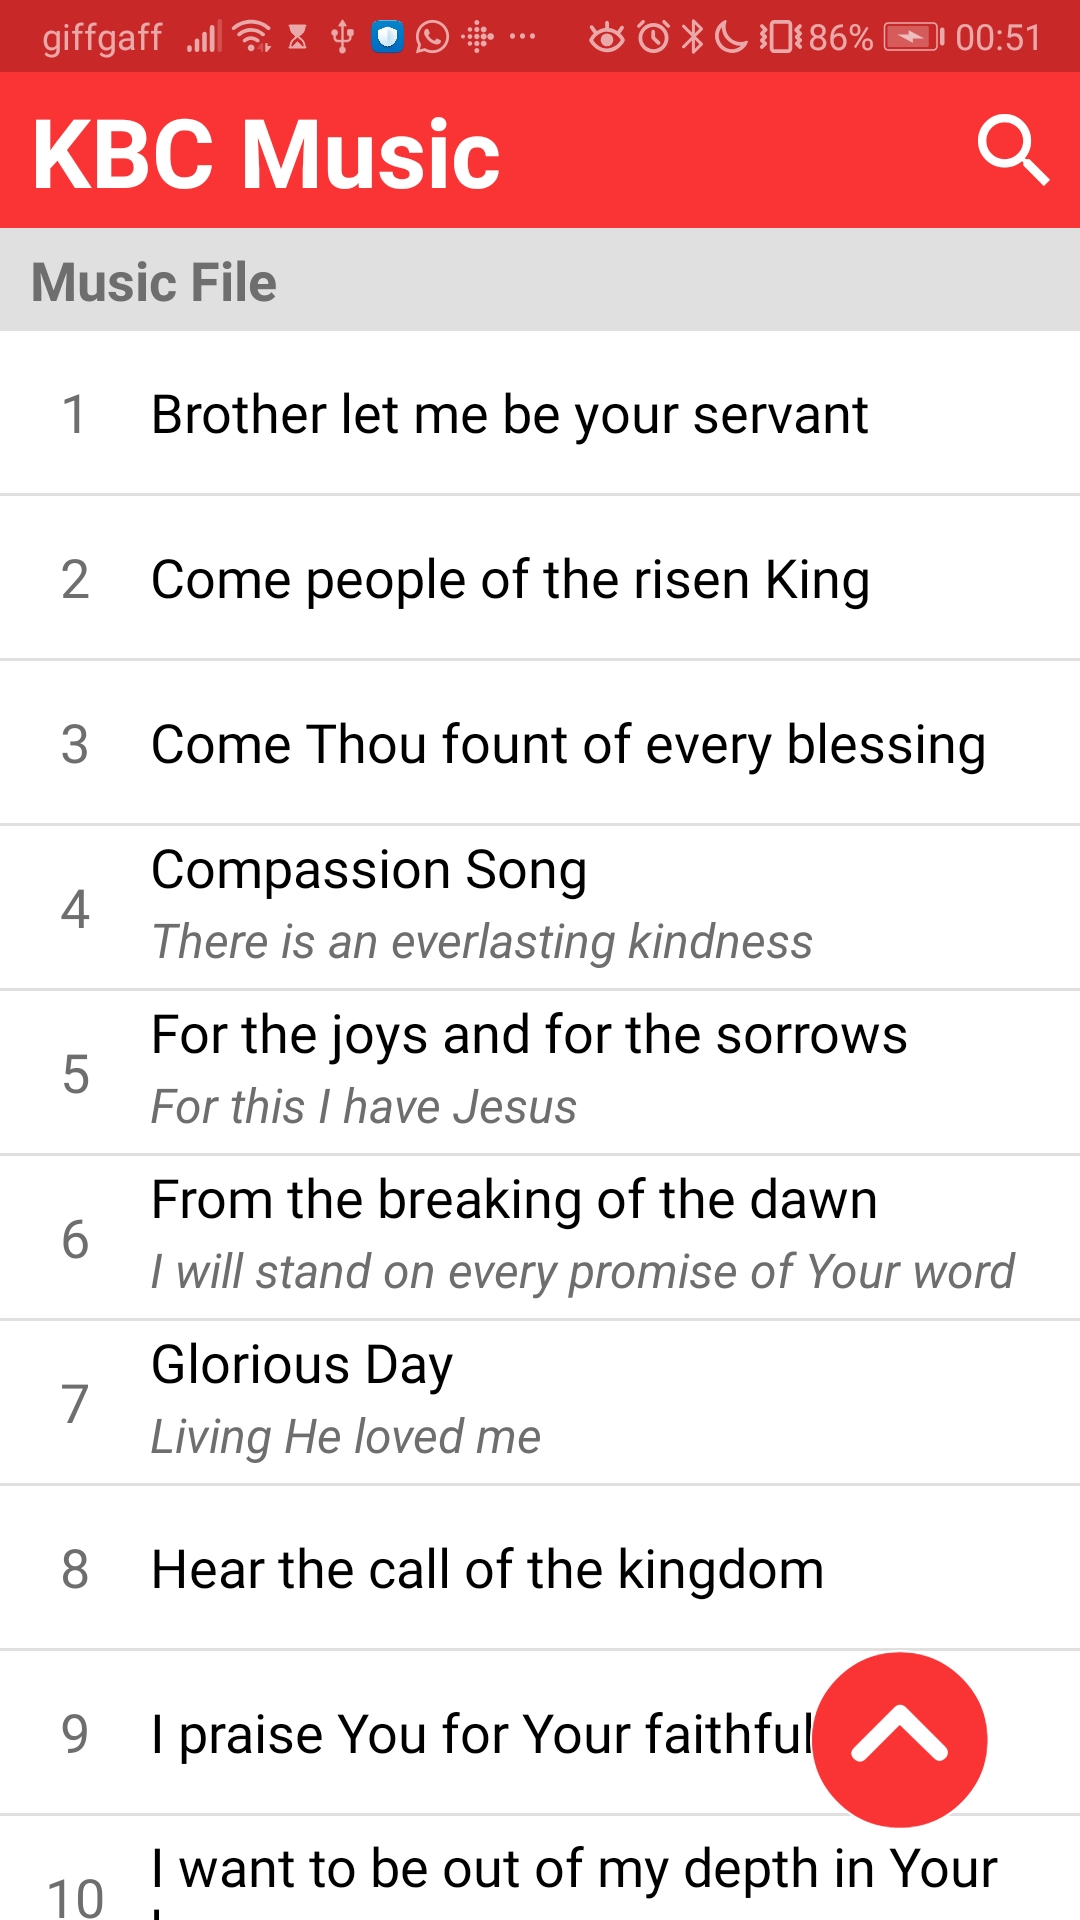 giffgaff 86% 00:51
KBC Music
Music File
1 Brother let me be your servant
2 Come people of the risen King
3 Come Thou fount of every blessing
4 Compassion Song
There is an everlasting kindness
5 For the joys and for the sorrows
For this I have Jesus
6 From the breaking of the dawn
I will stand on every promise of Your word
7 Glorious Day
Living He loved me
8 Hear the call of the kingdom
9 I praise You for Your faithful
10 I want to be out of my depth in Your